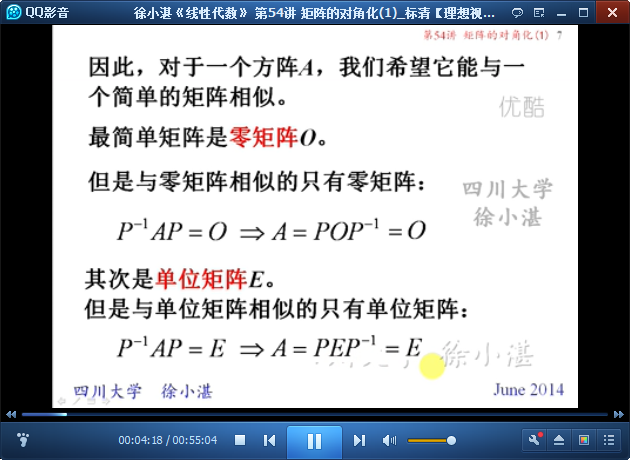 QQ影音
徐小湛《线性代数》 第54讲 矩阵的对角化(1)_标清【理想视...
第54讲 矩阵的对角化(1) 7
因此，对于一个方阵A，我们希望它能与一
个简单的矩阵相似。
优酷
最简单矩阵是零矩阵O。
但是与零矩阵相似的只有零矩阵：
四川大学
徐小湛
P⁻¹AP = O ⇒ A = POP⁻¹ = O
其次是单位矩阵E。
但是与单位矩阵相似的只有单位矩阵：
P⁻¹AP = E ⇒ A = PEP⁻¹ = E
徐小湛
四川大学 徐小湛
June 2014
00:04:18 / 00:55:04